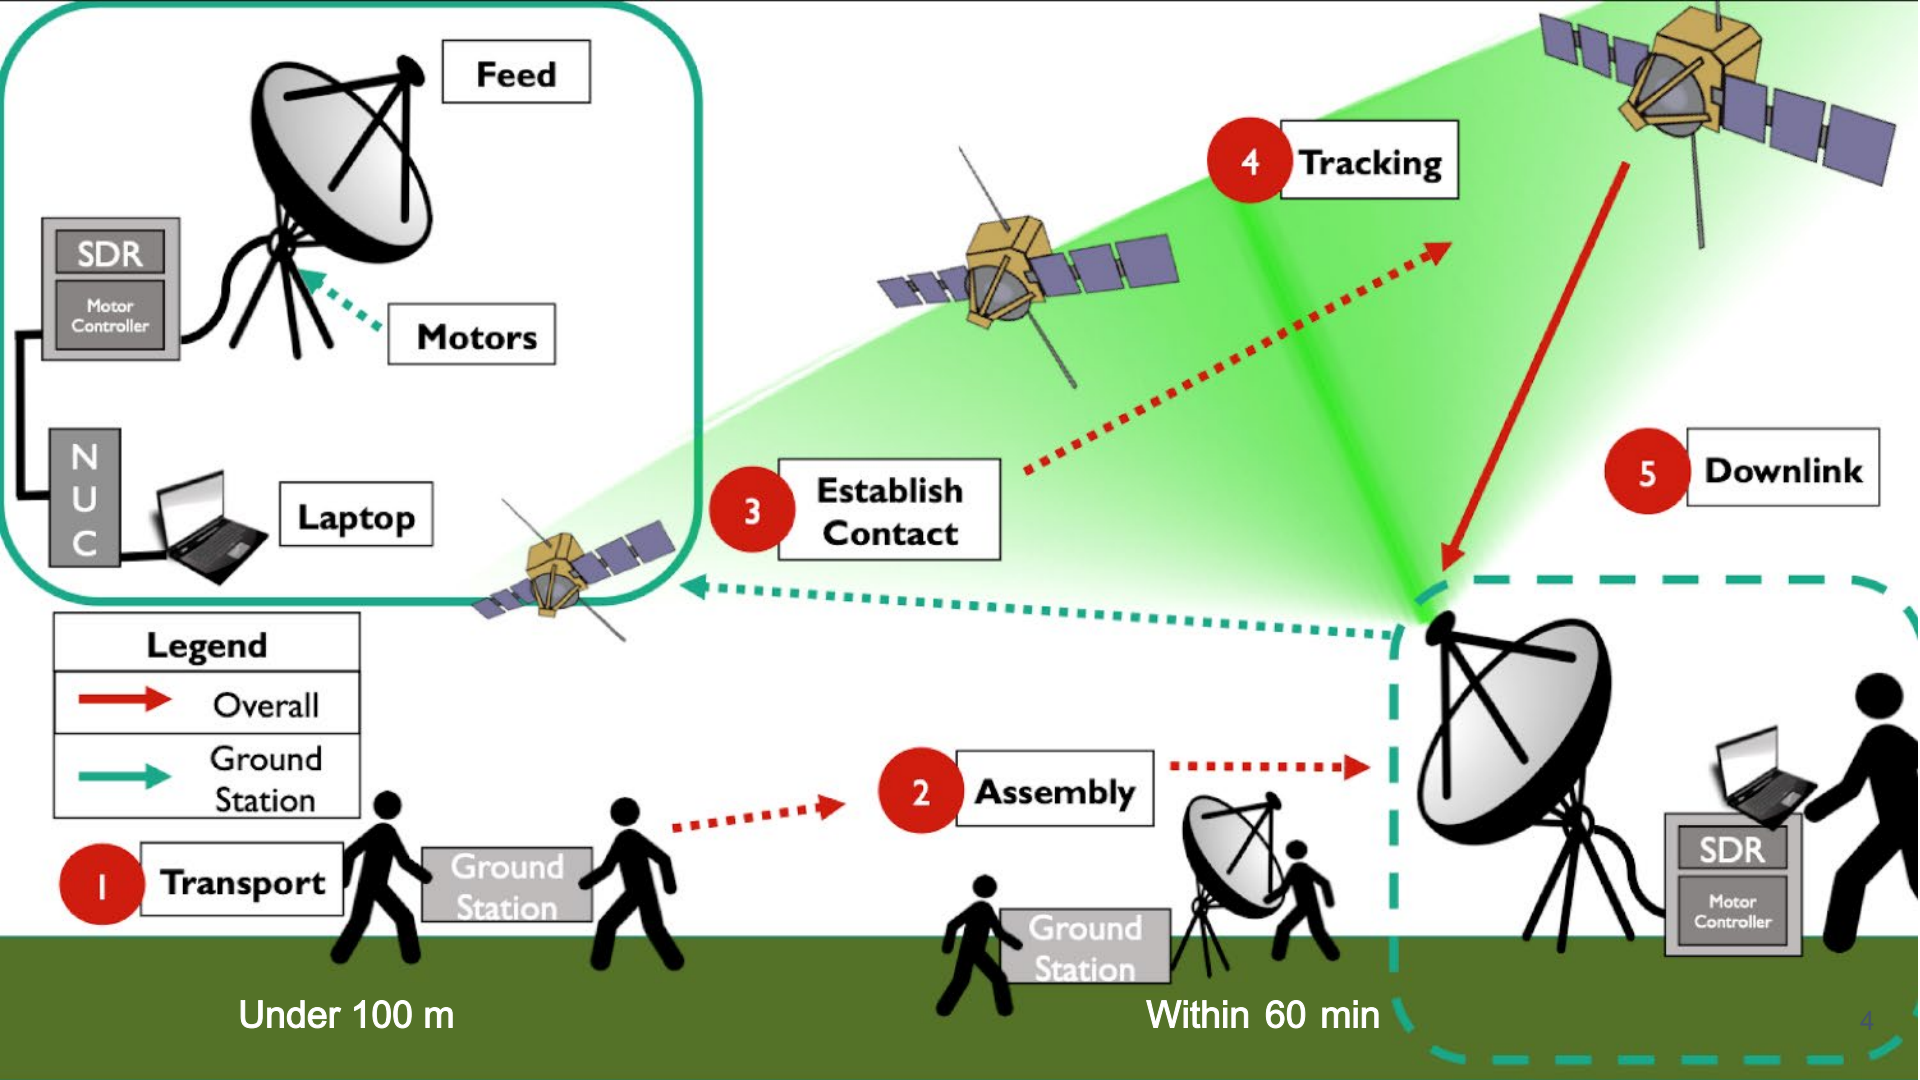 Feed
SDR
Motor
Controller
Motors
N
U
C
Laptop
4
Tracking
3
Establish
Contact
5
Downlink
Legend
Overall
Ground
Station
1
Transport
Ground
Station
2
Assembly
Ground
Station
SDR
Motor
Controller
Under 100 m
Within 60 min
4